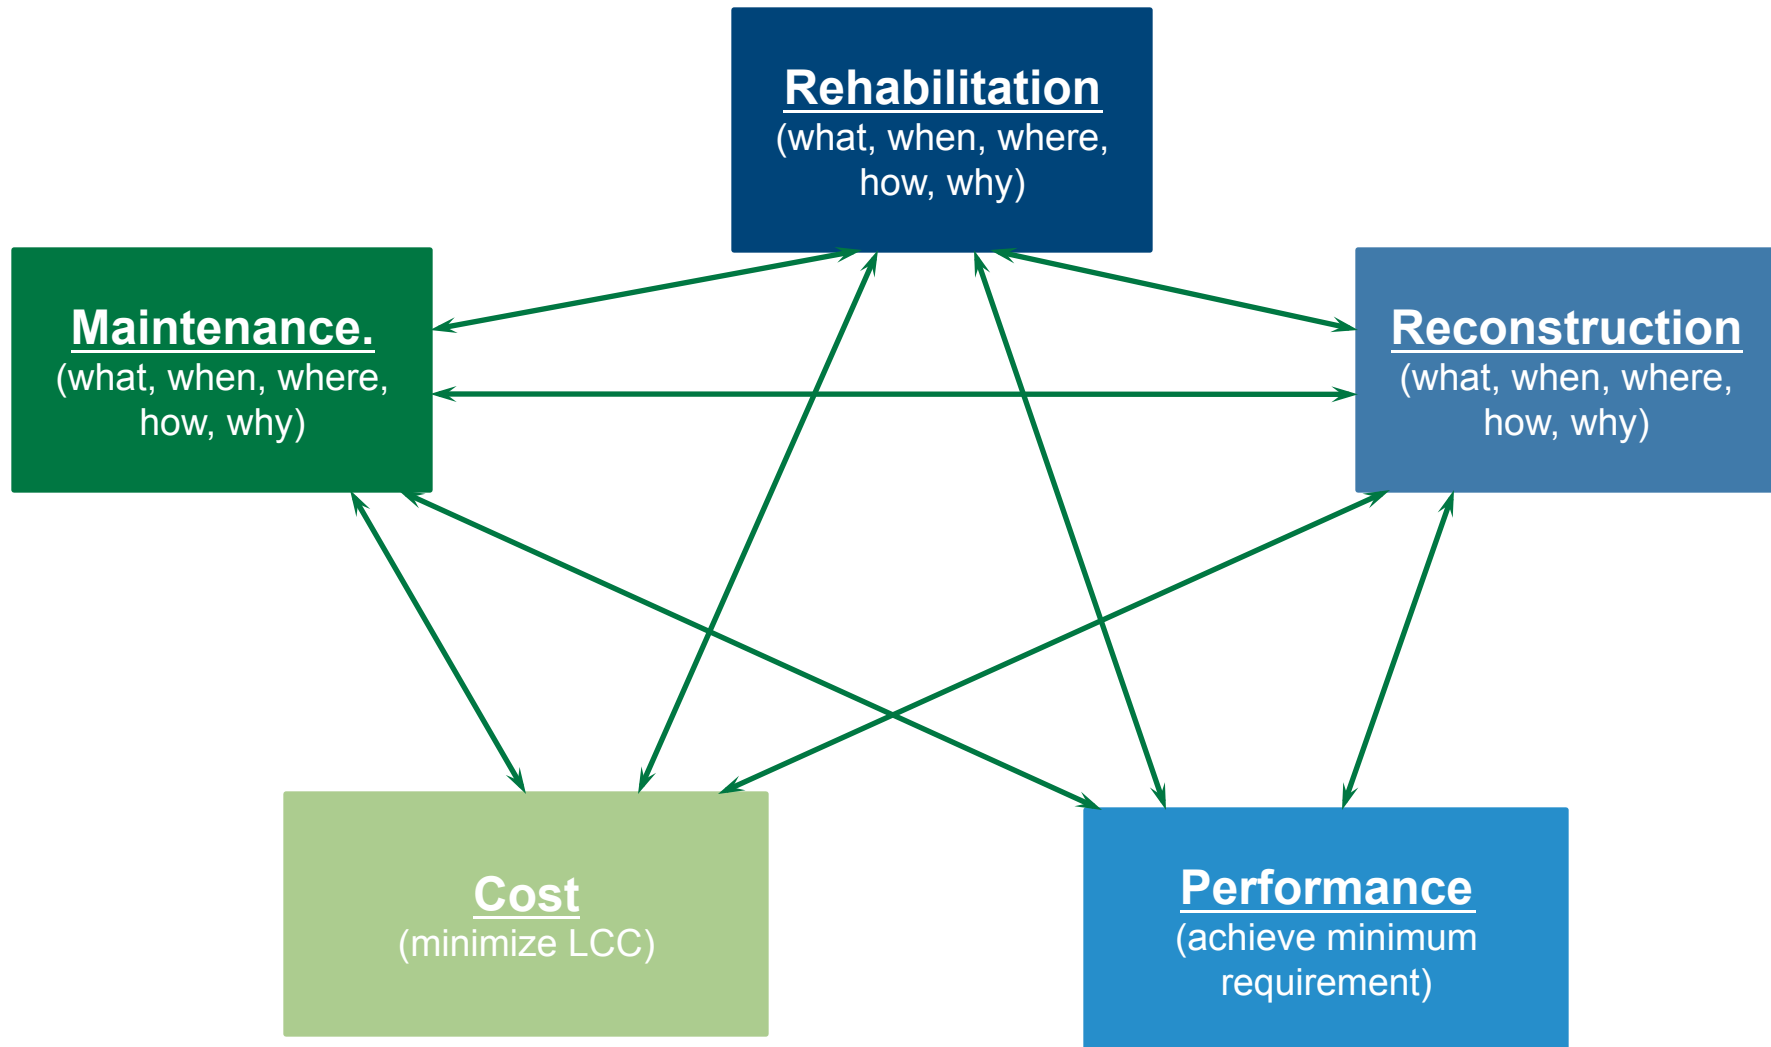 Rehabilitation
(what, when, where,
how, why)
Maintenance.
(what, when, where,
how, why)
Reconstruction
(what, when, where,
how, why)
Cost
(minimize LCC)
Performance
(achieve minimum
requirement)